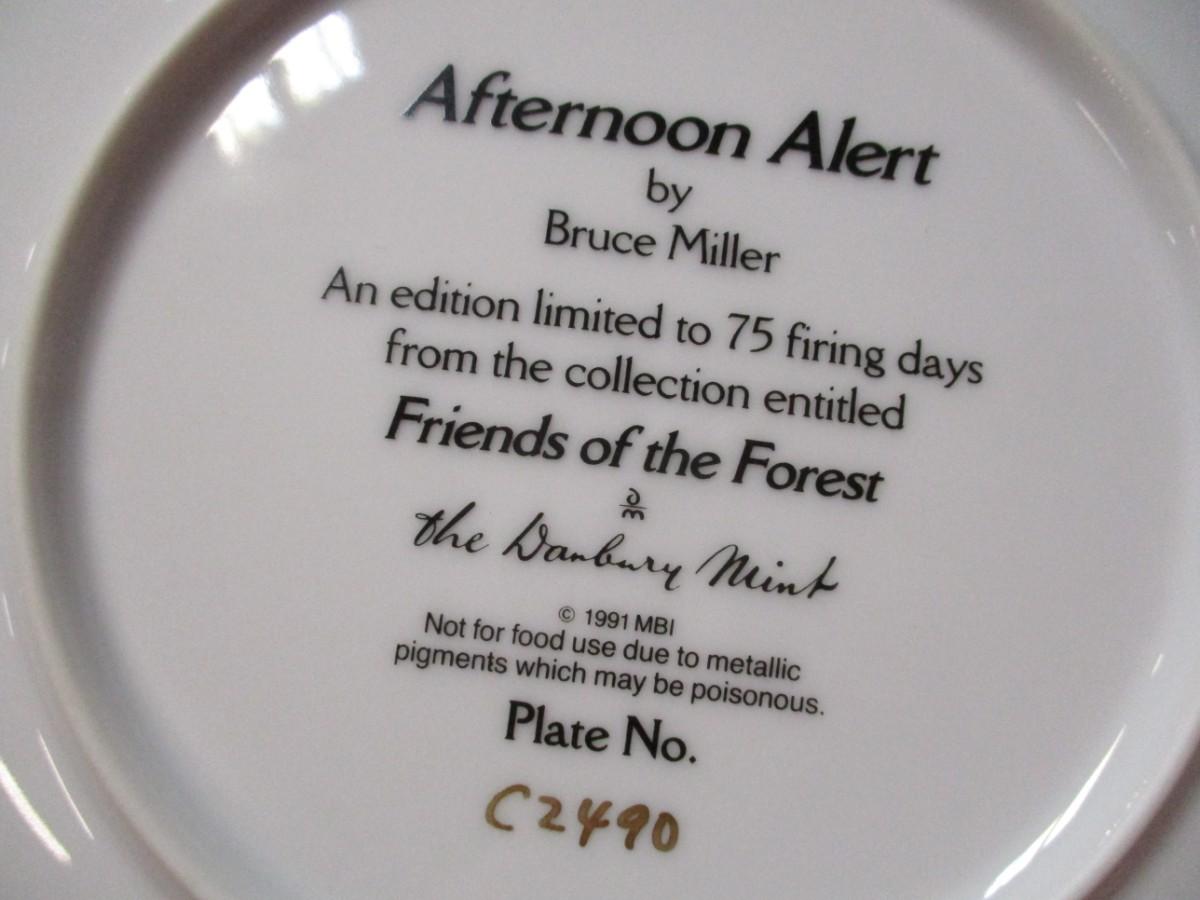 Afternoon Alert
by
Bruce Miller
An edition limited to 75 firing days
from the collection entitled
Friends of the Forest
dm
the Danbury Mint
© 1991 MBI
Not for food use due to metallic
pigments which may be poisonous.
Plate No.
C2490